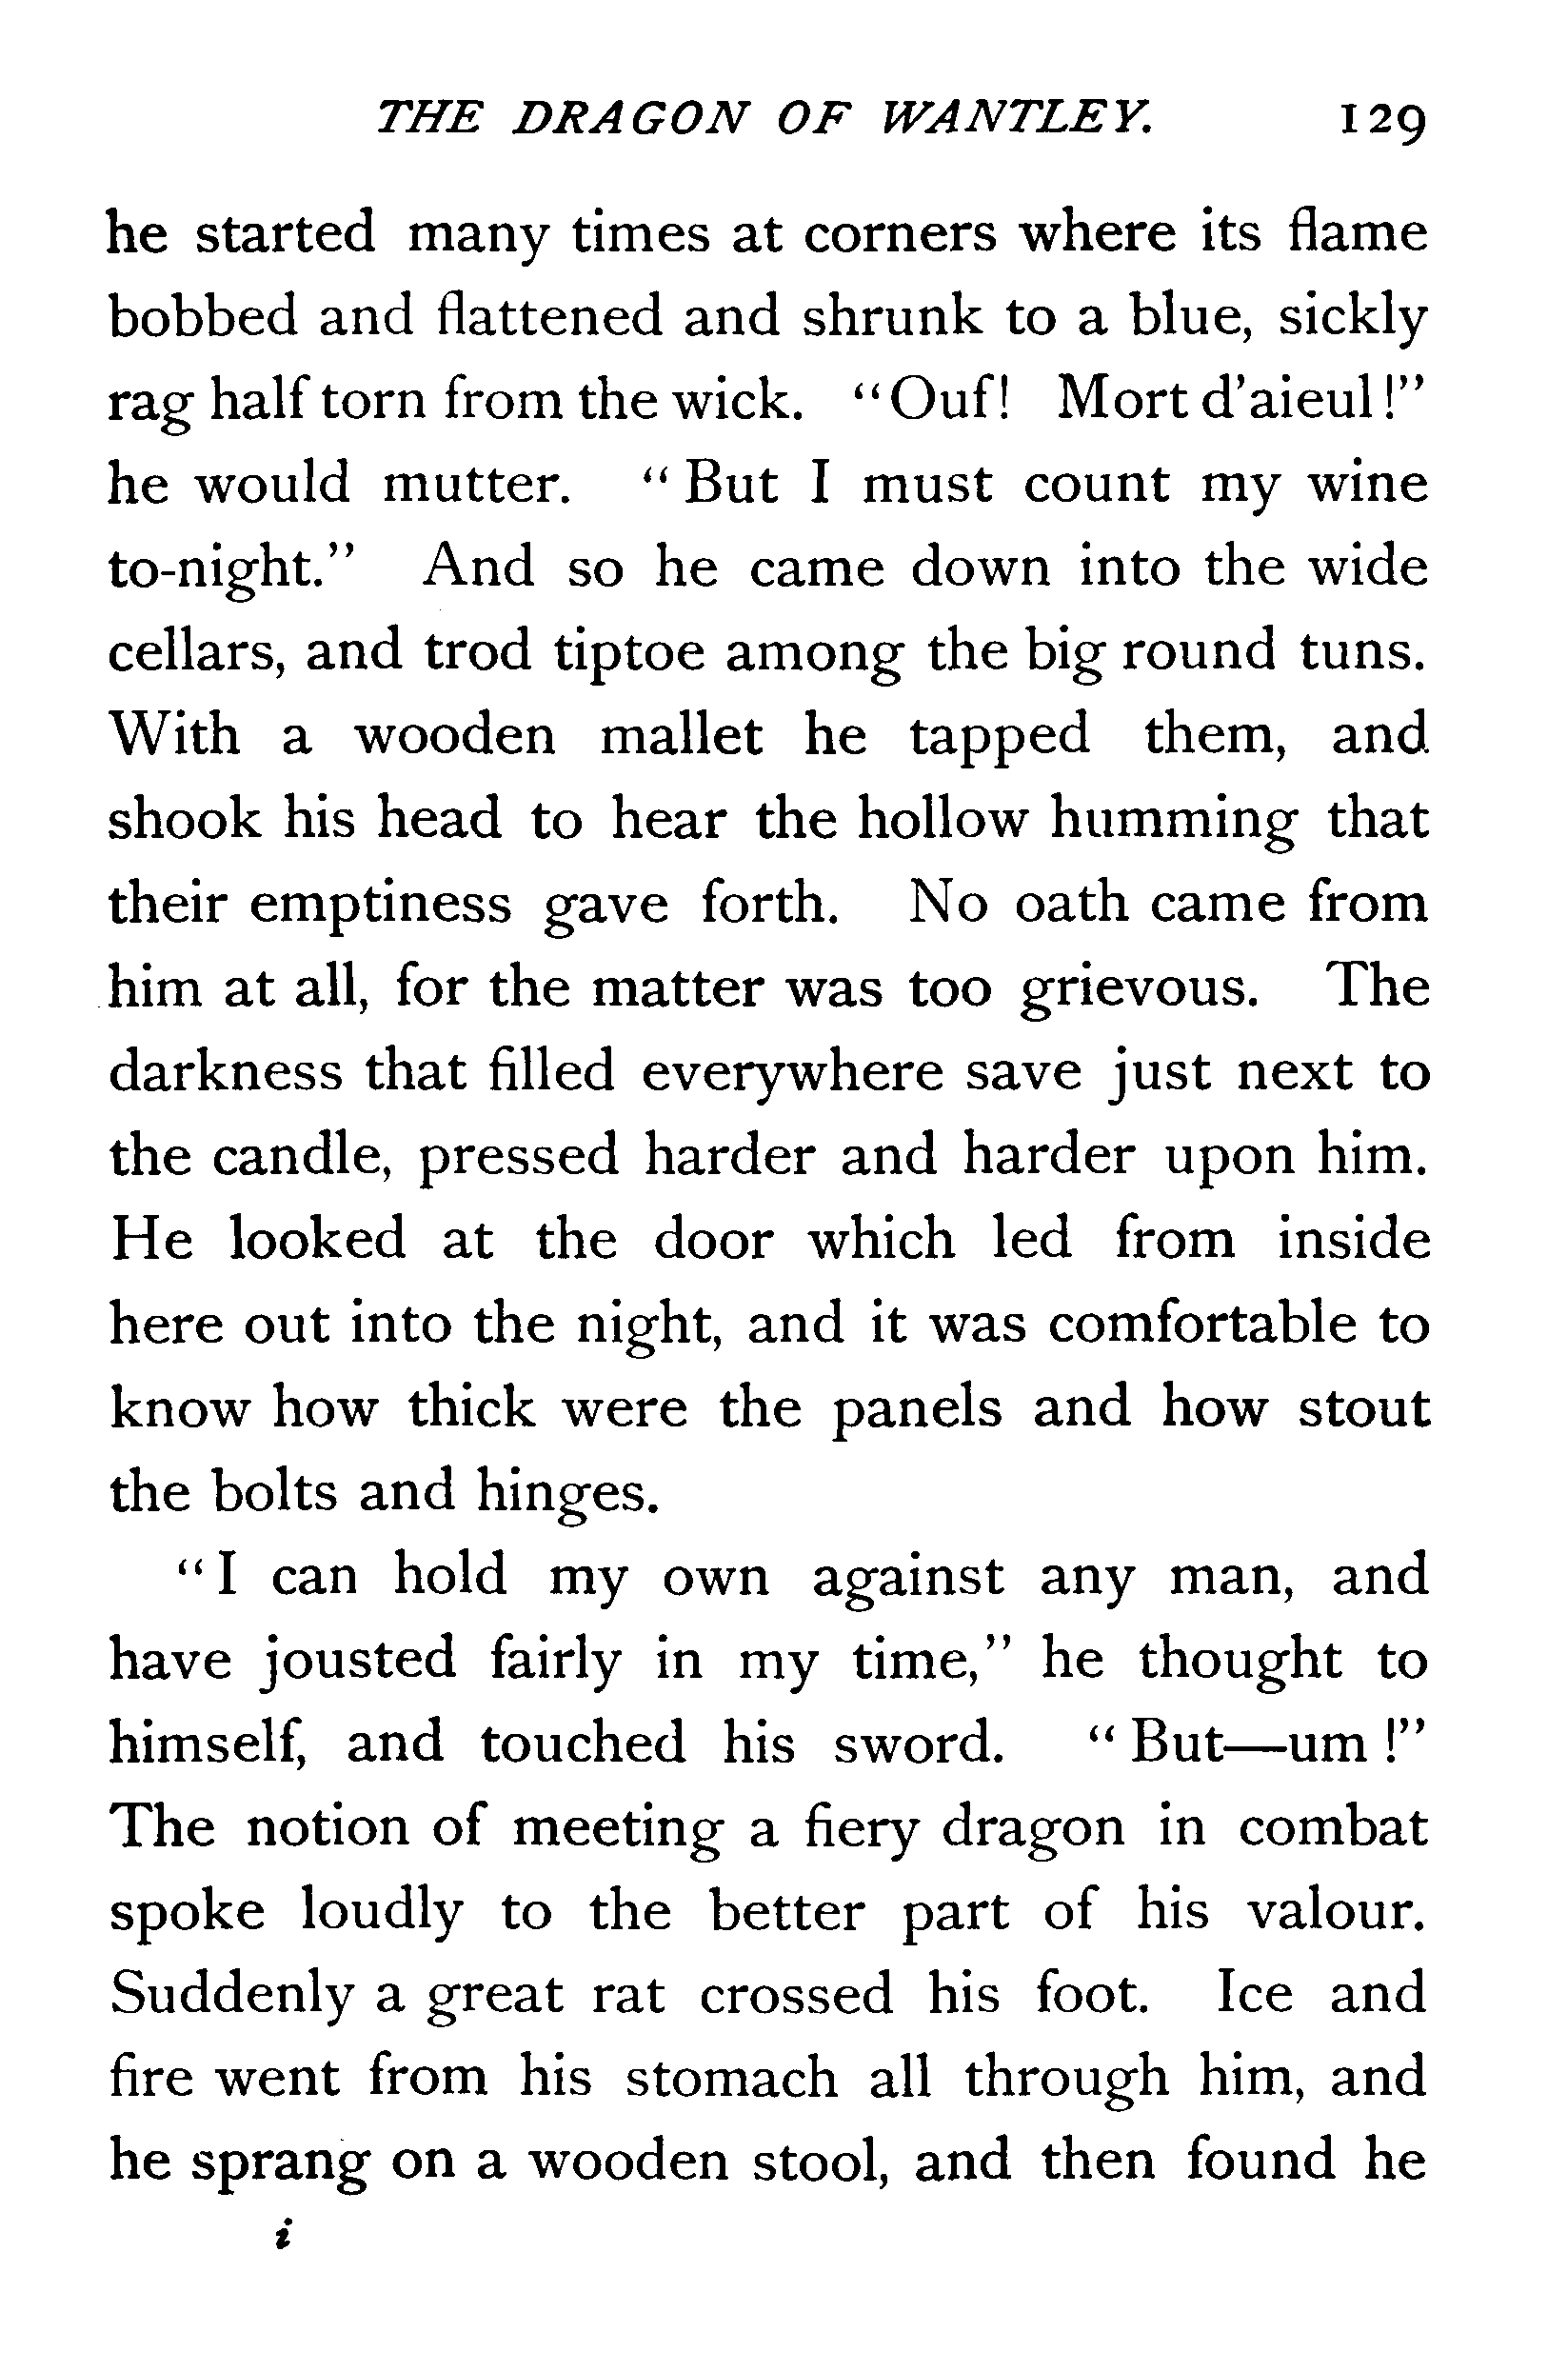 THE DRAGON OF WANTLEY. 129
he started many times at corners where its flame
bobbed and flattened and shrunk to a blue, sickly
rag half torn from the wick. "Ouf! Mort d'aieul!"
he would mutter. "But I must count my wine
to-night." And so he came down into the wide
cellars, and trod tiptoe among the big round tuns.
With a wooden mallet he tapped them, and
shook his head to hear the hollow humming that
their emptiness gave forth. No oath came from
him at all, for the matter was too grievous. The
darkness that filled everywhere save just next to
the candle, pressed harder and harder upon him.
He looked at the door which led from inside
here out into the night, and it was comfortable to
know how thick were the panels and how stout
the bolts and hinges.
"I can hold my own against any man, and
have jousted fairly in my time," he thought to
himself, and touched his sword. "But—um!"
The notion of meeting a fiery dragon in combat
spoke loudly to the better part of his valour.
Suddenly a great rat crossed his foot. Ice and
fire went from his stomach all through him, and
he sprang on a wooden stool, and then found he
i